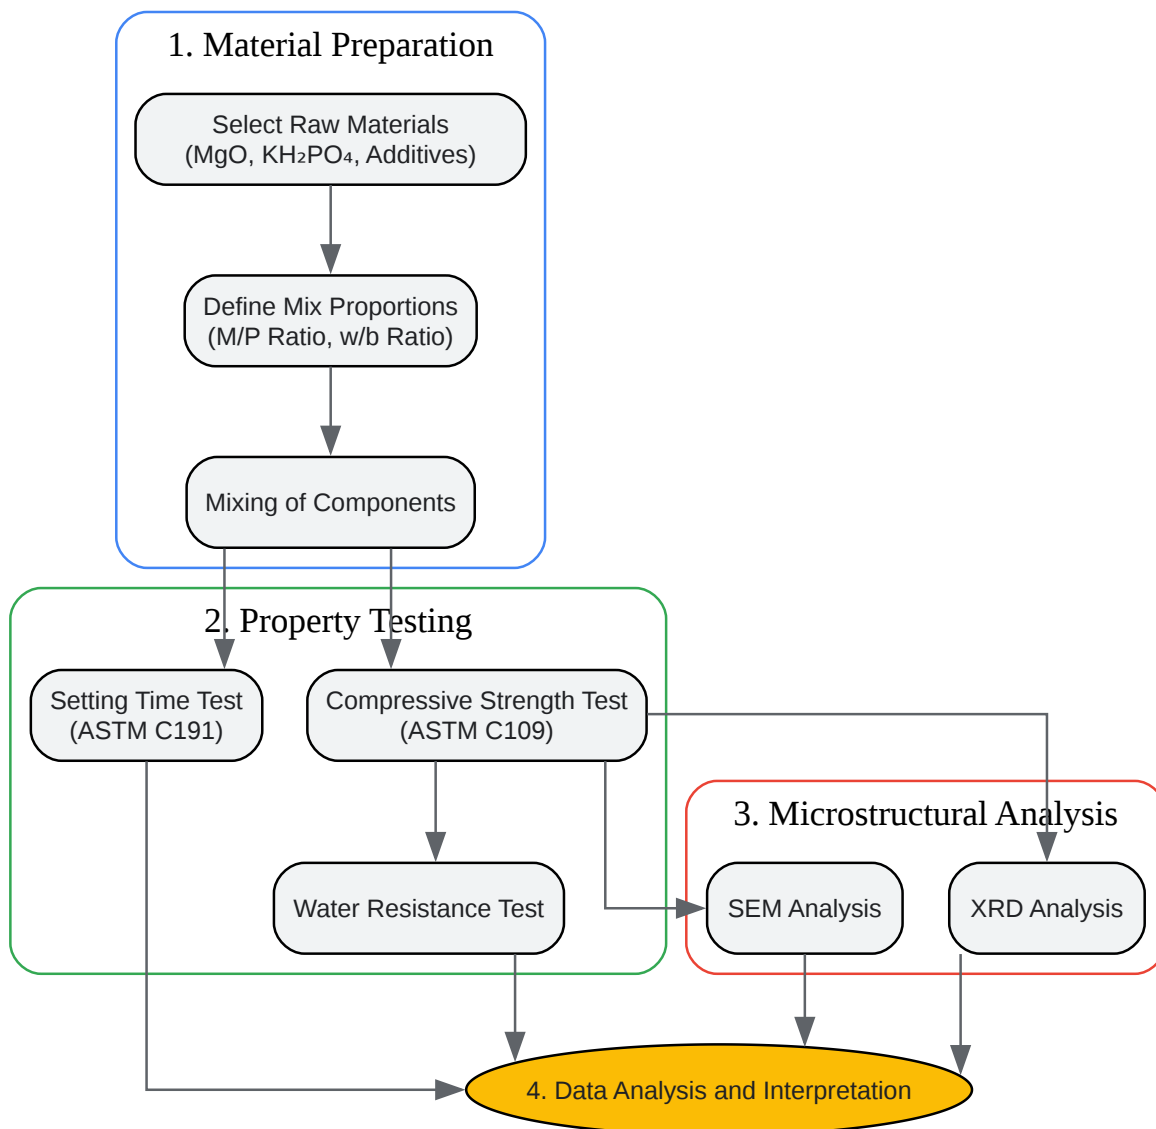 1. Material Preparation
Select Raw Materials
(MgO, KH₂PO₄, Additives)
Define Mix Proportions
(M/P Ratio, w/b Ratio)
Mixing of Components
2. Property Testing
Setting Time Test
(ASTM C191)
Compressive Strength Test
(ASTM C109)
Water Resistance Test
3. Microstructural Analysis
SEM Analysis
XRD Analysis
4. Data Analysis and Interpretation